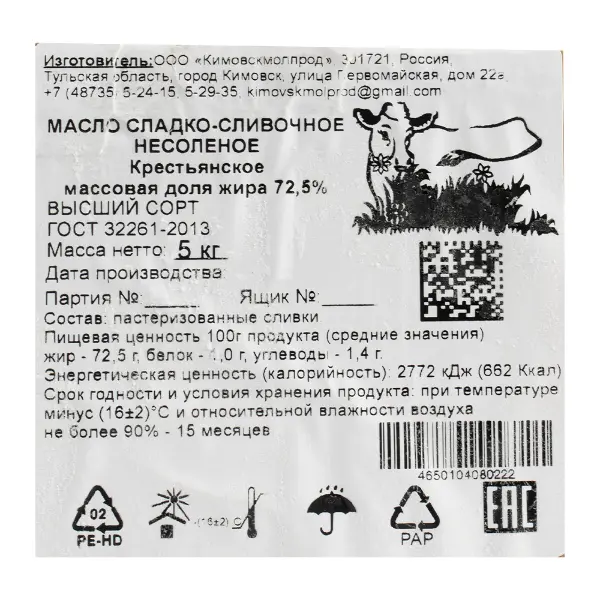 Изготовитель: ООО «Кимовскмолпрод» 301721, Россия,
Тульская область, город Кимовск, улица Первомайская, дом 22а,
+7 (48735) 5-24-15, 5-29-35, kimovskmolprod@gmail.com
МАСЛО СЛАДКО-СЛИВОЧНОЕ
НЕСОЛЕНОЕ
Крестьянское
массовая доля жира 72,5%
ВЫСШИЙ СОРТ
ГОСТ 32261-2013
Масса нетто: 5 кг
Дата производства:
Партия №:______ Ящик №:______
Состав: пастеризованные сливки
Пищевая ценность 100г продукта (средние значения)
жир - 72,5 г, белок - 1,0 г, углеводы - 1,4 г.
Энергетическая ценность (калорийность): 2772 кДж (662 Ккал)
Срок годности и условия хранения продукта: при температуре
минус (16±2)°С и относительной влажности воздуха
не более 90% - 15 месяцев
4650104080222
02
PE-HD
-(16±2) С
PAP
ЕАС